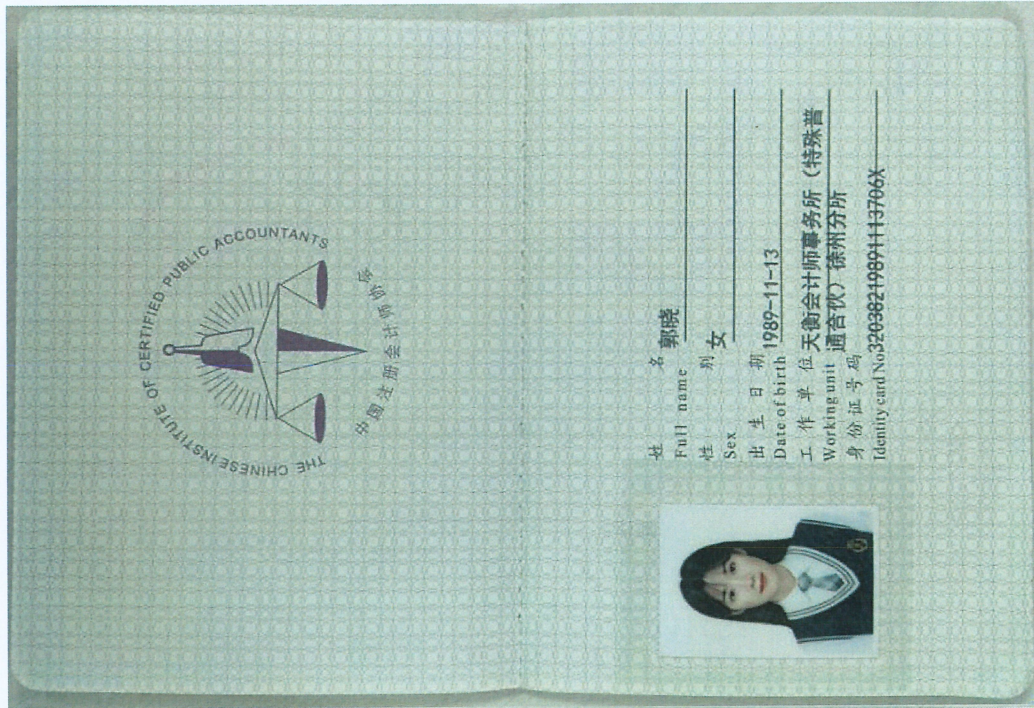 THE CHINESE INSTITUTE OF CERTIFIED PUBLIC ACCOUNTANTS
中国注册会计师协会
姓 名 郭晓
Full name
性 别 女
Sex
出 生 日 期 1989-11-13
Date of birth
工 作 单 位 天衡会计师事务所（特殊普
Working unit 通合伙）徐州分所
身 份 证 号 码
Identity card No 32038219891113706X